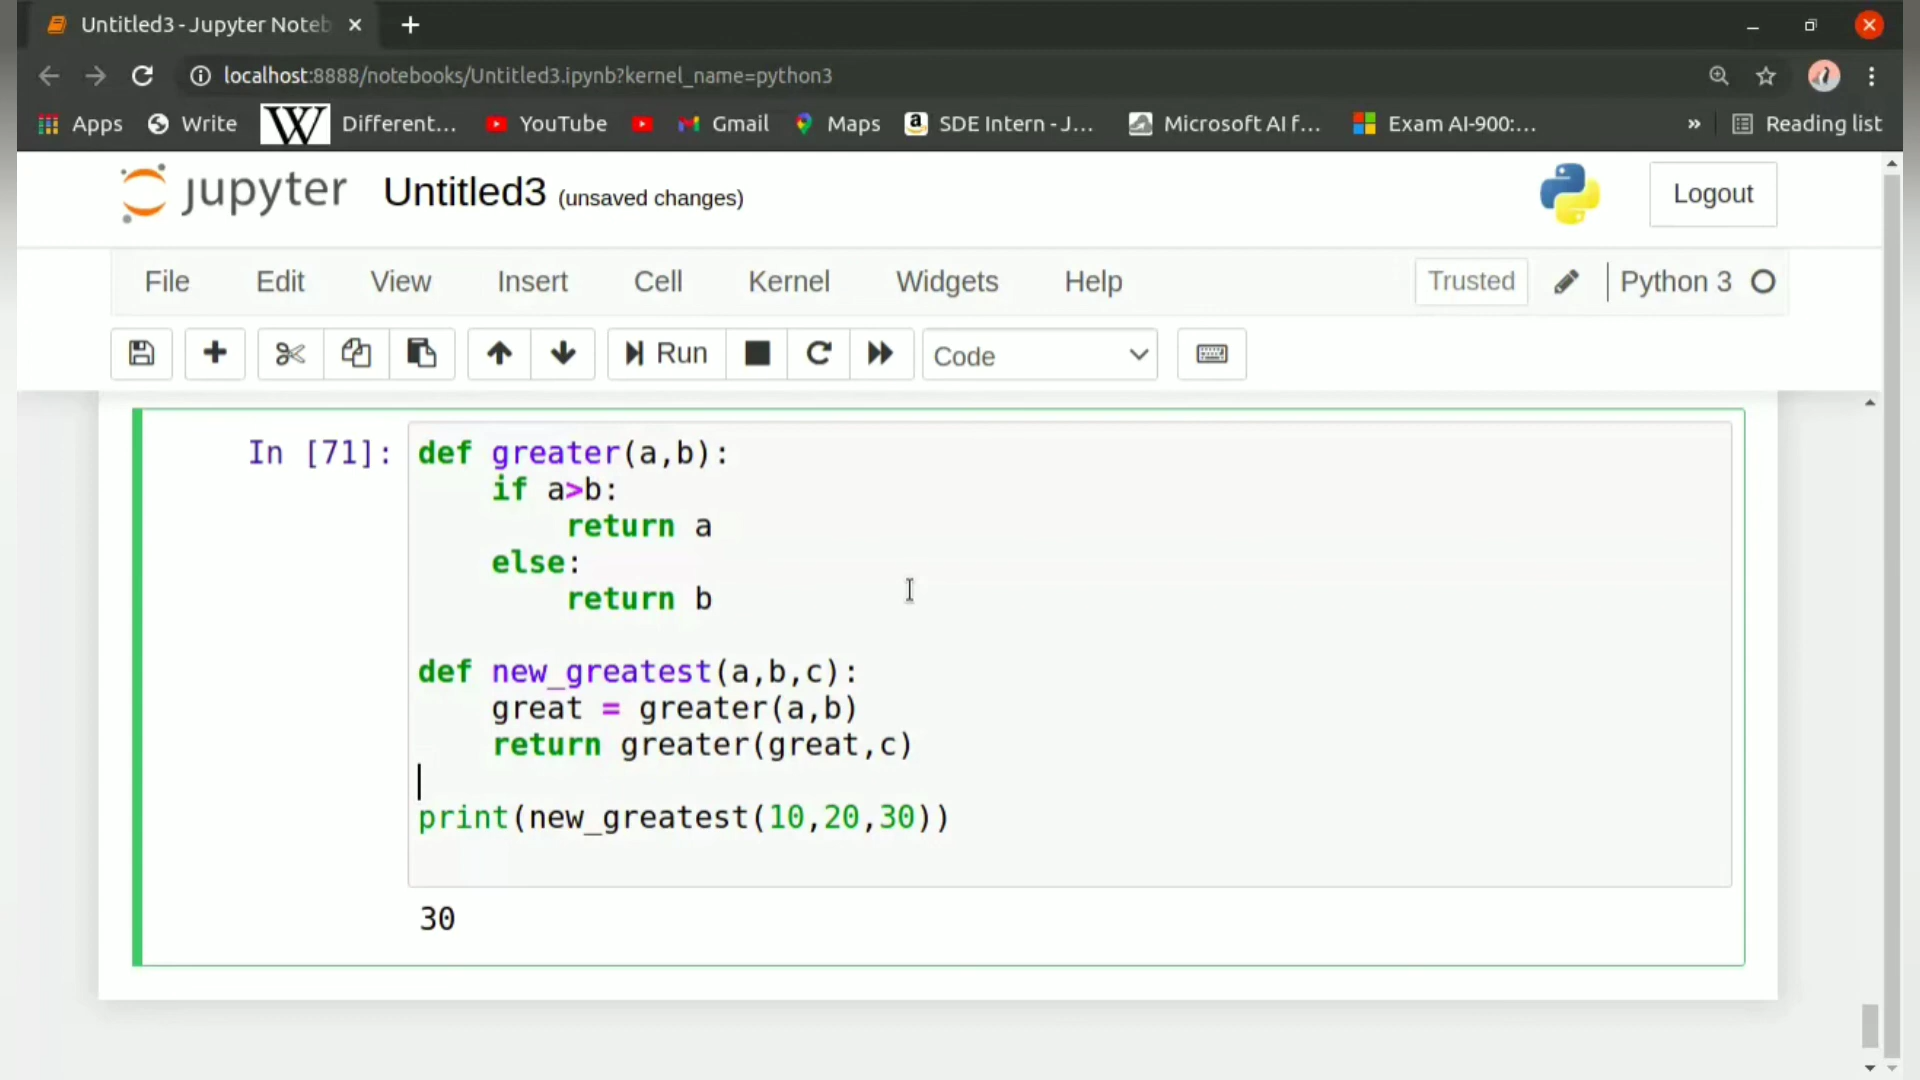 Untitled3 - Jupyter Noteb
localhost:8888/notebooks/Untitled3.ipynb?kernel_name=python3
Apps Write W Different... YouTube Gmail Maps a SDE Intern - J... Microsoft AI f... Exam AI-900:... » Reading list
jupyter Untitled3 (unsaved changes) Logout
File Edit View Insert Cell Kernel Widgets Help Trusted Python 3
Run Code
In [71]: def greater(a,b):
    if a>b:
        return a
    else:
        return b

def new_greatest(a,b,c):
    great = greater(a,b)
    return greater(great,c)

print(new_greatest(10,20,30))
30